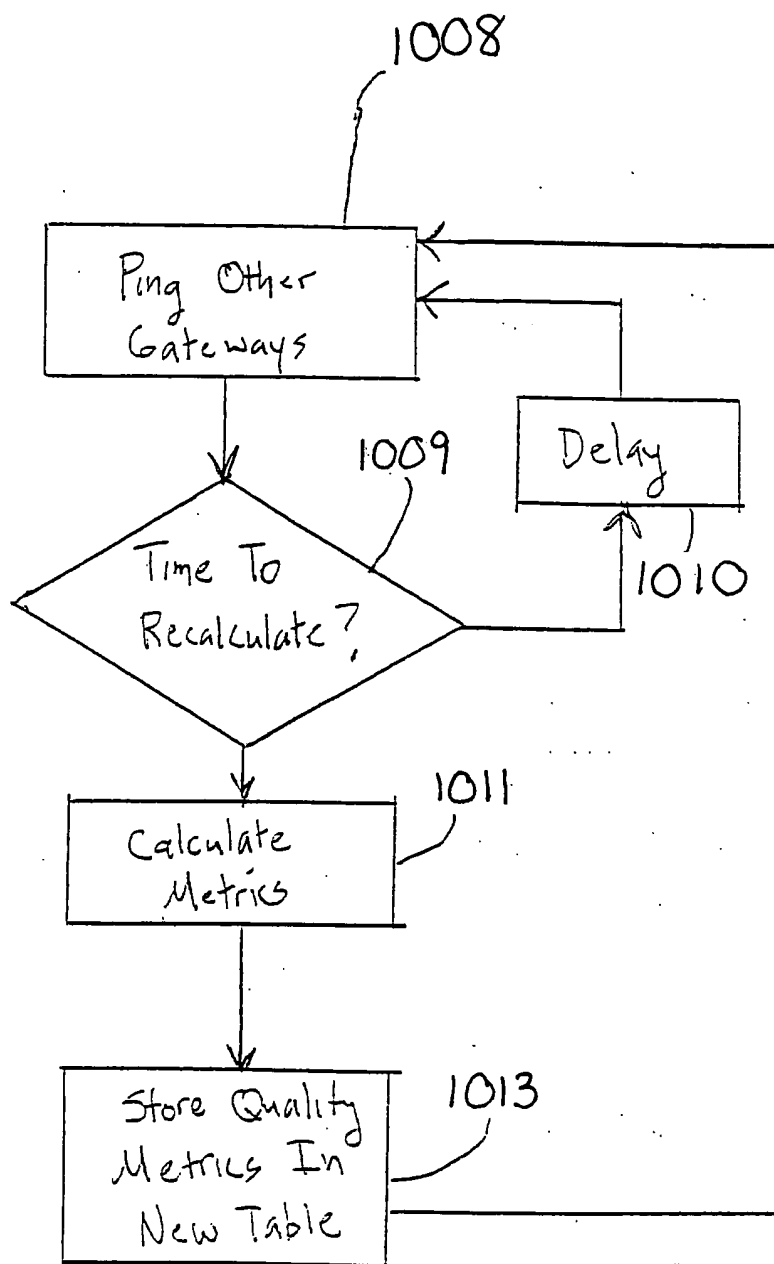 1008
Ping Other
Gateways
Delay
1010
1009
Time To
Recalculate?
1011
Calculate
Metrics
1013
Store Quality
Metrics In
New Table